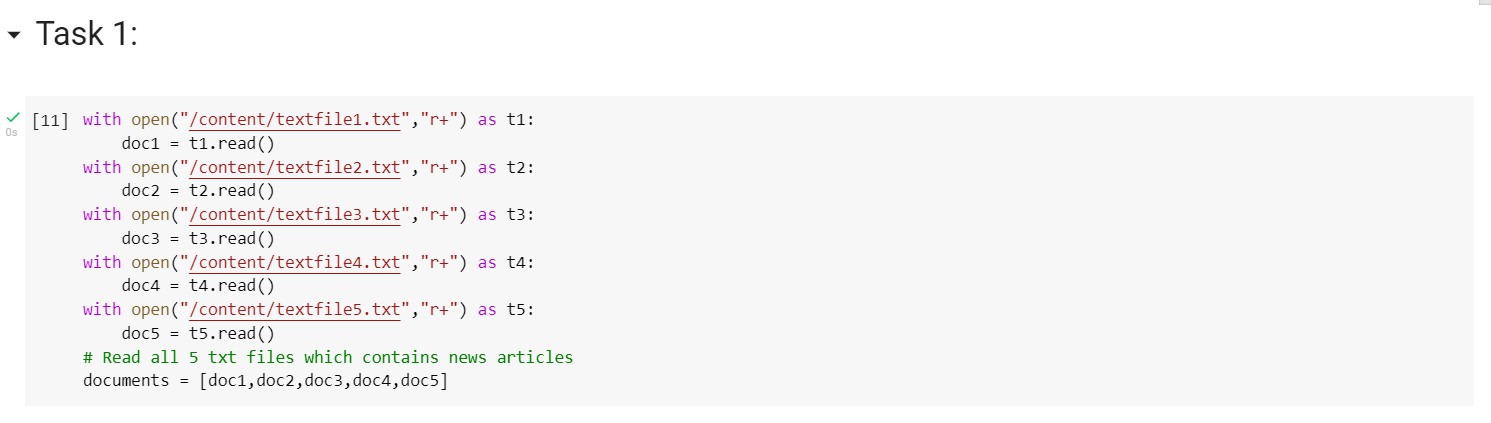 Task 1:
0s
[11] with open("/content/textfile1.txt","r+") as t1:
    doc1 = t1.read()
with open("/content/textfile2.txt","r+") as t2:
    doc2 = t2.read()
with open("/content/textfile3.txt","r+") as t3:
    doc3 = t3.read()
with open("/content/textfile4.txt","r+") as t4:
    doc4 = t4.read()
with open("/content/textfile5.txt","r+") as t5:
    doc5 = t5.read()
# Read all 5 txt files which contains news articles
documents = [doc1,doc2,doc3,doc4,doc5]